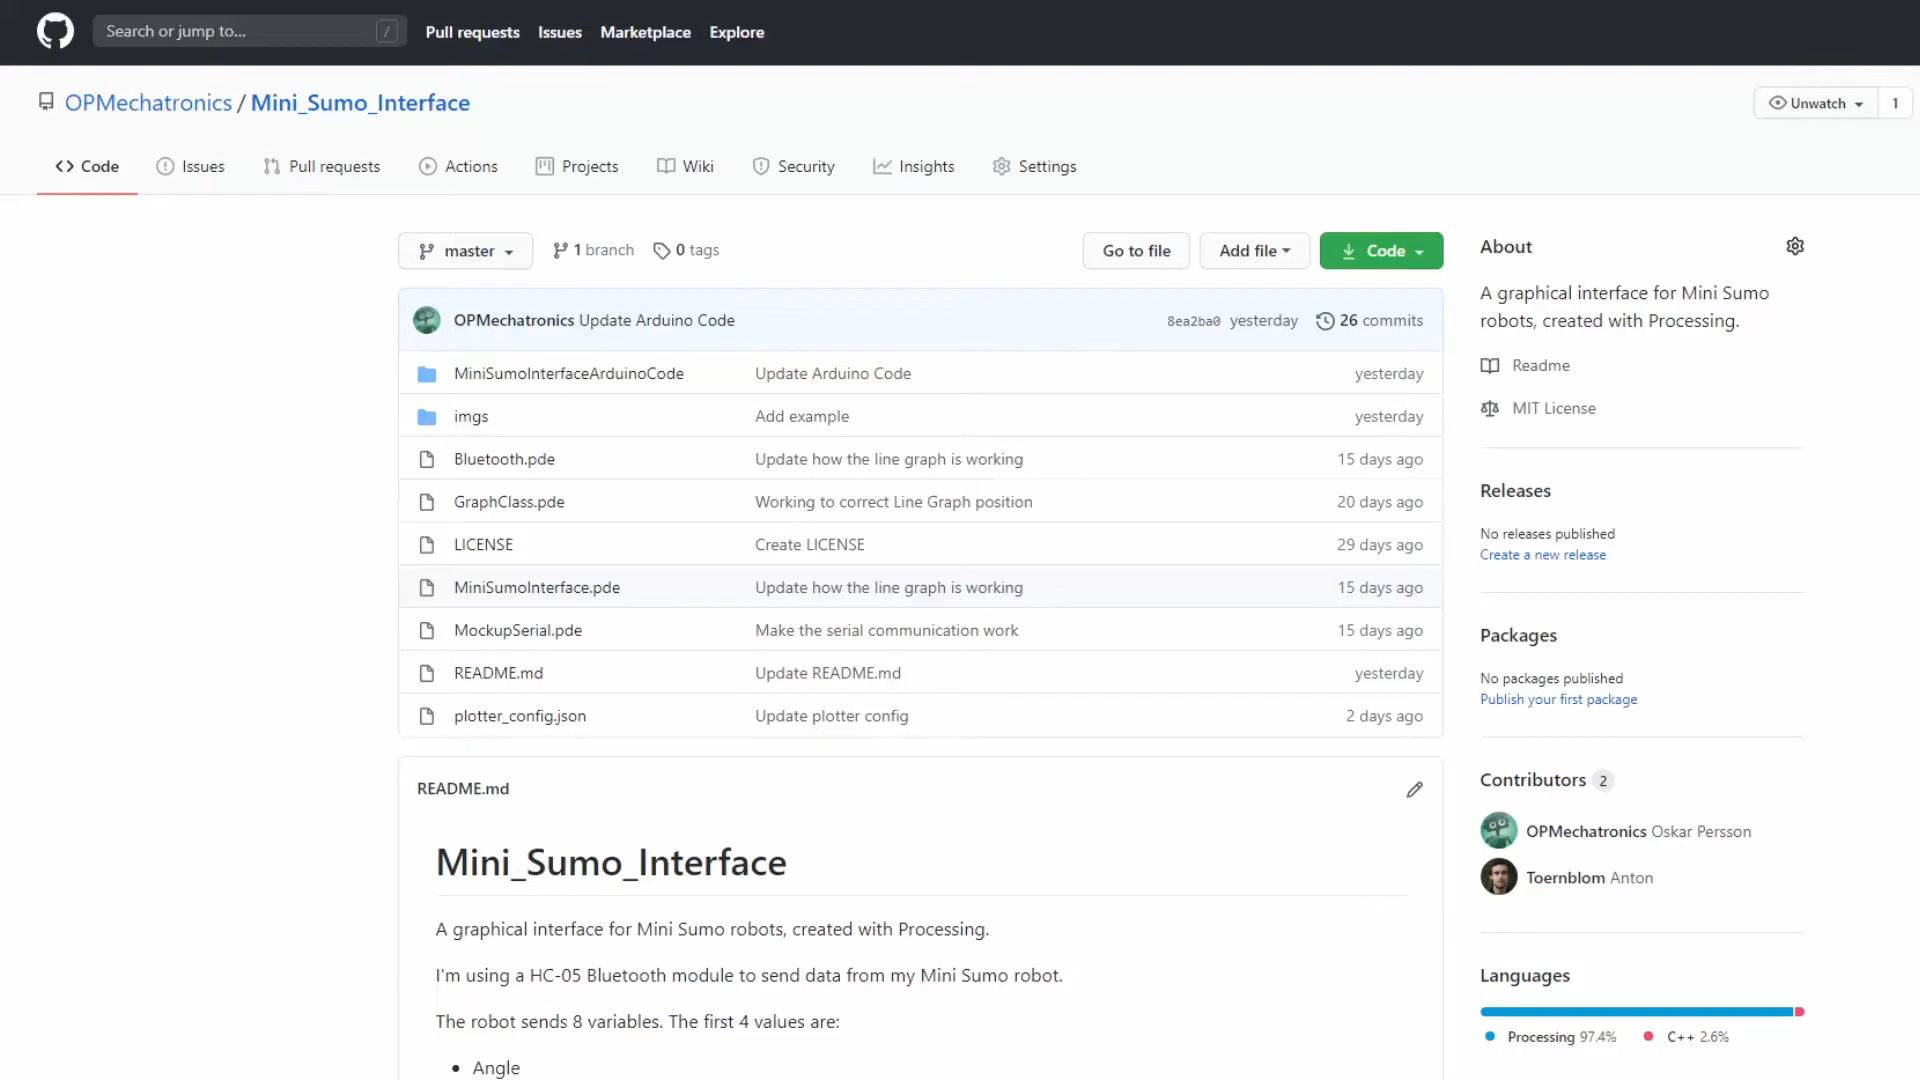 Search or jump to... / Pull requests Issues Marketplace Explore
OPMechatronics / Mini_Sumo_Interface Unwatch 1
Code Issues Pull requests Actions Projects Wiki Security Insights Settings
master 1 branch 0 tags Go to file Add file Code
OPMechatronics Update Arduino Code 8ea2ba0 yesterday 26 commits
MiniSumoInterfaceArduinoCode Update Arduino Code yesterday
imgs Add example yesterday
Bluetooth.pde Update how the line graph is working 15 days ago
GraphClass.pde Working to correct Line Graph position 20 days ago
LICENSE Create LICENSE 29 days ago
MiniSumoInterface.pde Update how the line graph is working 15 days ago
MockupSerial.pde Make the serial communication work 15 days ago
README.md Update README.md yesterday
plotter_config.json Update plotter config 2 days ago
README.md
Mini_Sumo_Interface
A graphical interface for Mini Sumo robots, created with Processing.
I'm using a HC-05 Bluetooth module to send data from my Mini Sumo robot.
The robot sends 8 variables. The first 4 values are:
• Angle
About
A graphical interface for Mini Sumo
robots, created with Processing.
Readme
MIT License
Releases
No releases published
Create a new release
Packages
No packages published
Publish your first package
Contributors 2
OPMechatronics Oskar Persson
Toernblom Anton
Languages
Processing 97.4% C++ 2.6%